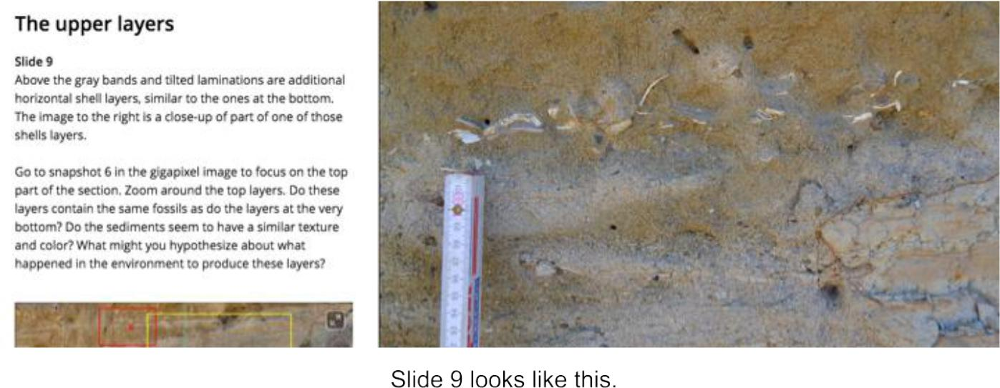 The upper layers
Slide 9
Above the gray bands and tilted laminations are additional
horizontal shell layers, similar to the ones at the bottom.
The image to the right is a close-up of part of one of those
shells layers.
Go to snapshot 6 in the gigapixel image to focus on the top
part of the section. Zoom around the top layers. Do these
layers contain the same fossils as do the layers at the very
bottom? Do the sediments seem to have a similar texture
and color? What might you hypothesize about what
happened in the environment to produce these layers?
Slide 9 looks like this.